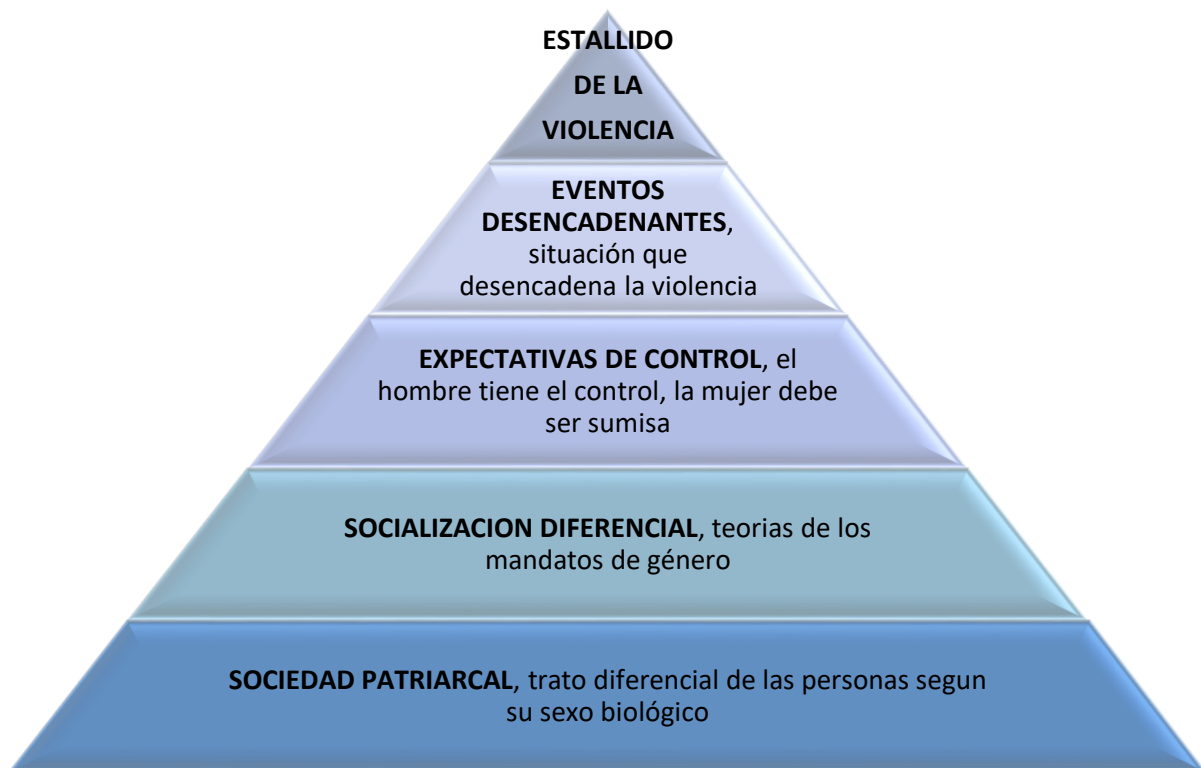 ESTALLIDO
DE LA
VIOLENCIA
EVENTOS
DESENCADENANTES,
situación que
desencadena la violencia
EXPECTATIVAS DE CONTROL, el
hombre tiene el control, la mujer debe
ser sumisa
SOCIALIZACION DIFERENCIAL, teorias de los
mandatos de género
SOCIEDAD PATRIARCAL, trato diferencial de las personas segun
su sexo biológico